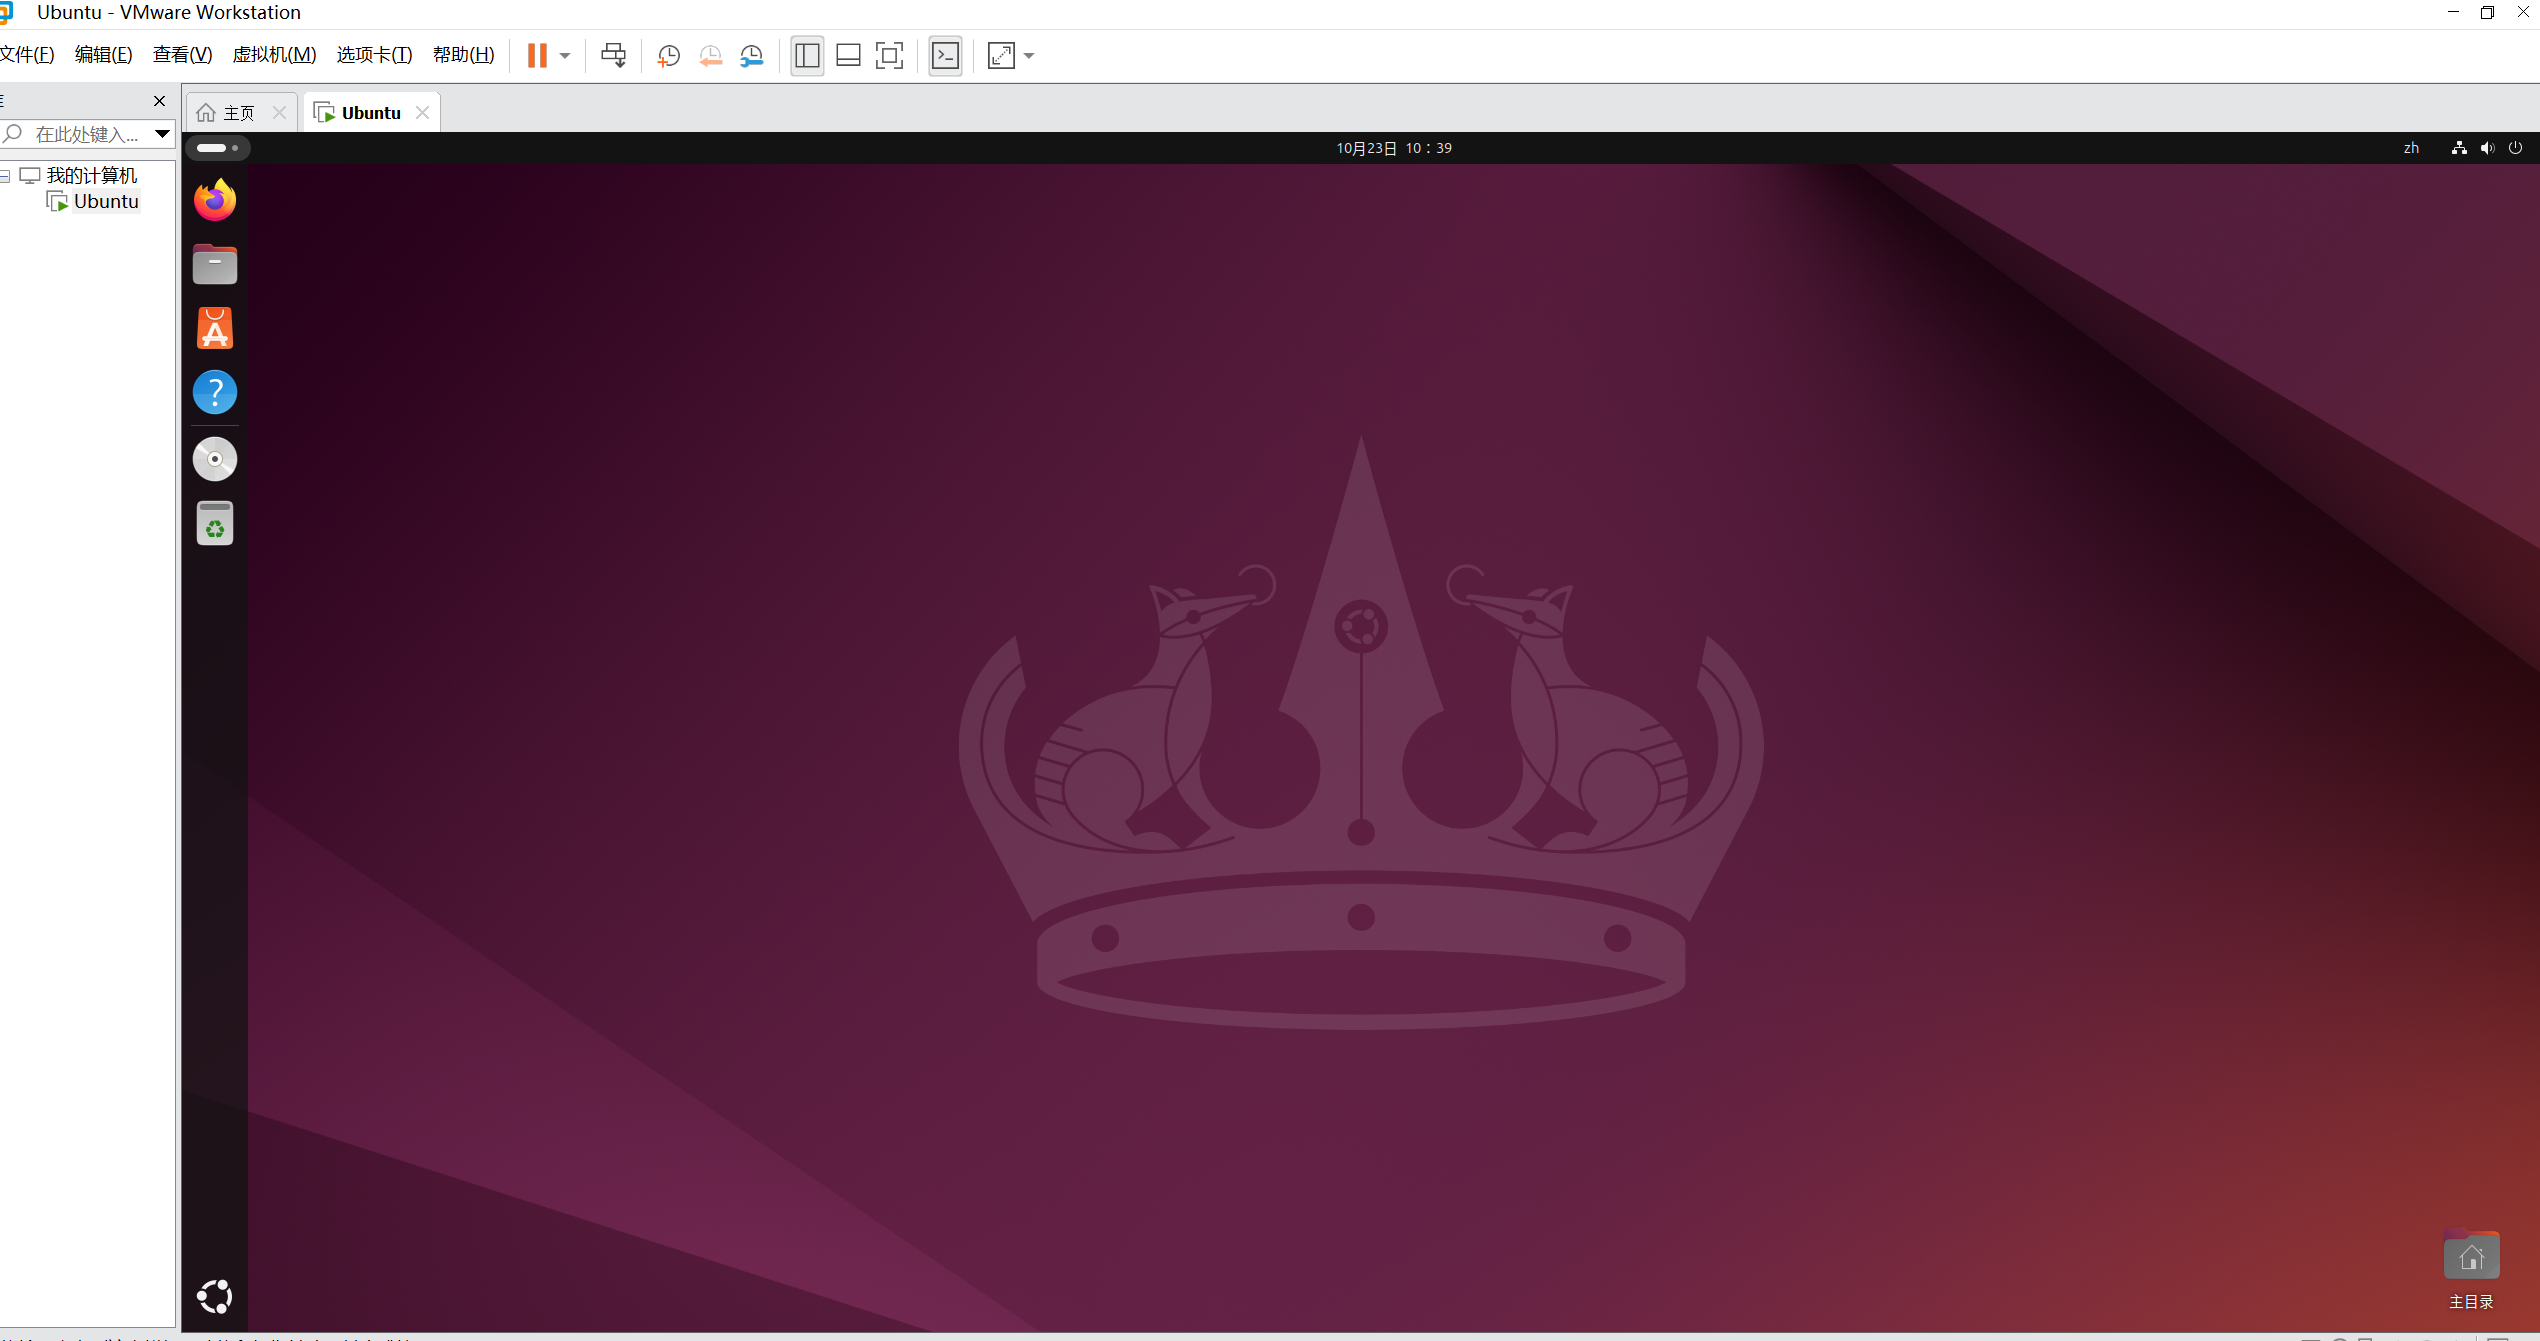 Ubuntu - VMware Workstation
文件(F) 编辑(E) 查看(V) 虚拟机(M) 选项卡(T) 帮助(H)
主页 Ubuntu
在此处键入...
10月23日 10：39
zh
我的计算机
Ubuntu
主目录